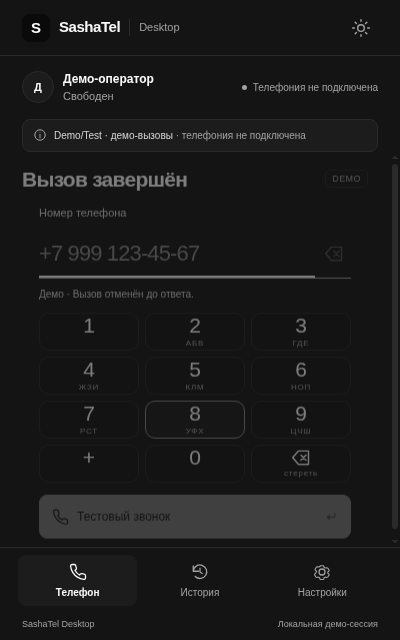 S SashaTel Desktop
Д Демо-оператор
Свободен
Телефония не подключена
Demo/Test · демо-вызовы · телефония не подключена
Вызов завершён DEMO
Номер телефона
+7 999 123-45-67
Демо · Вызов отменён до ответа.
1 2 3
АБВ ГДЕ
4 5 6
ЖЗИ КЛМ НОП
7 8 9
РСТ УФХ ЦЧШ
+ 0
стереть
Тестовый звонок ↵
Телефон История Настройки
SashaTel Desktop Локальная демо-сессия